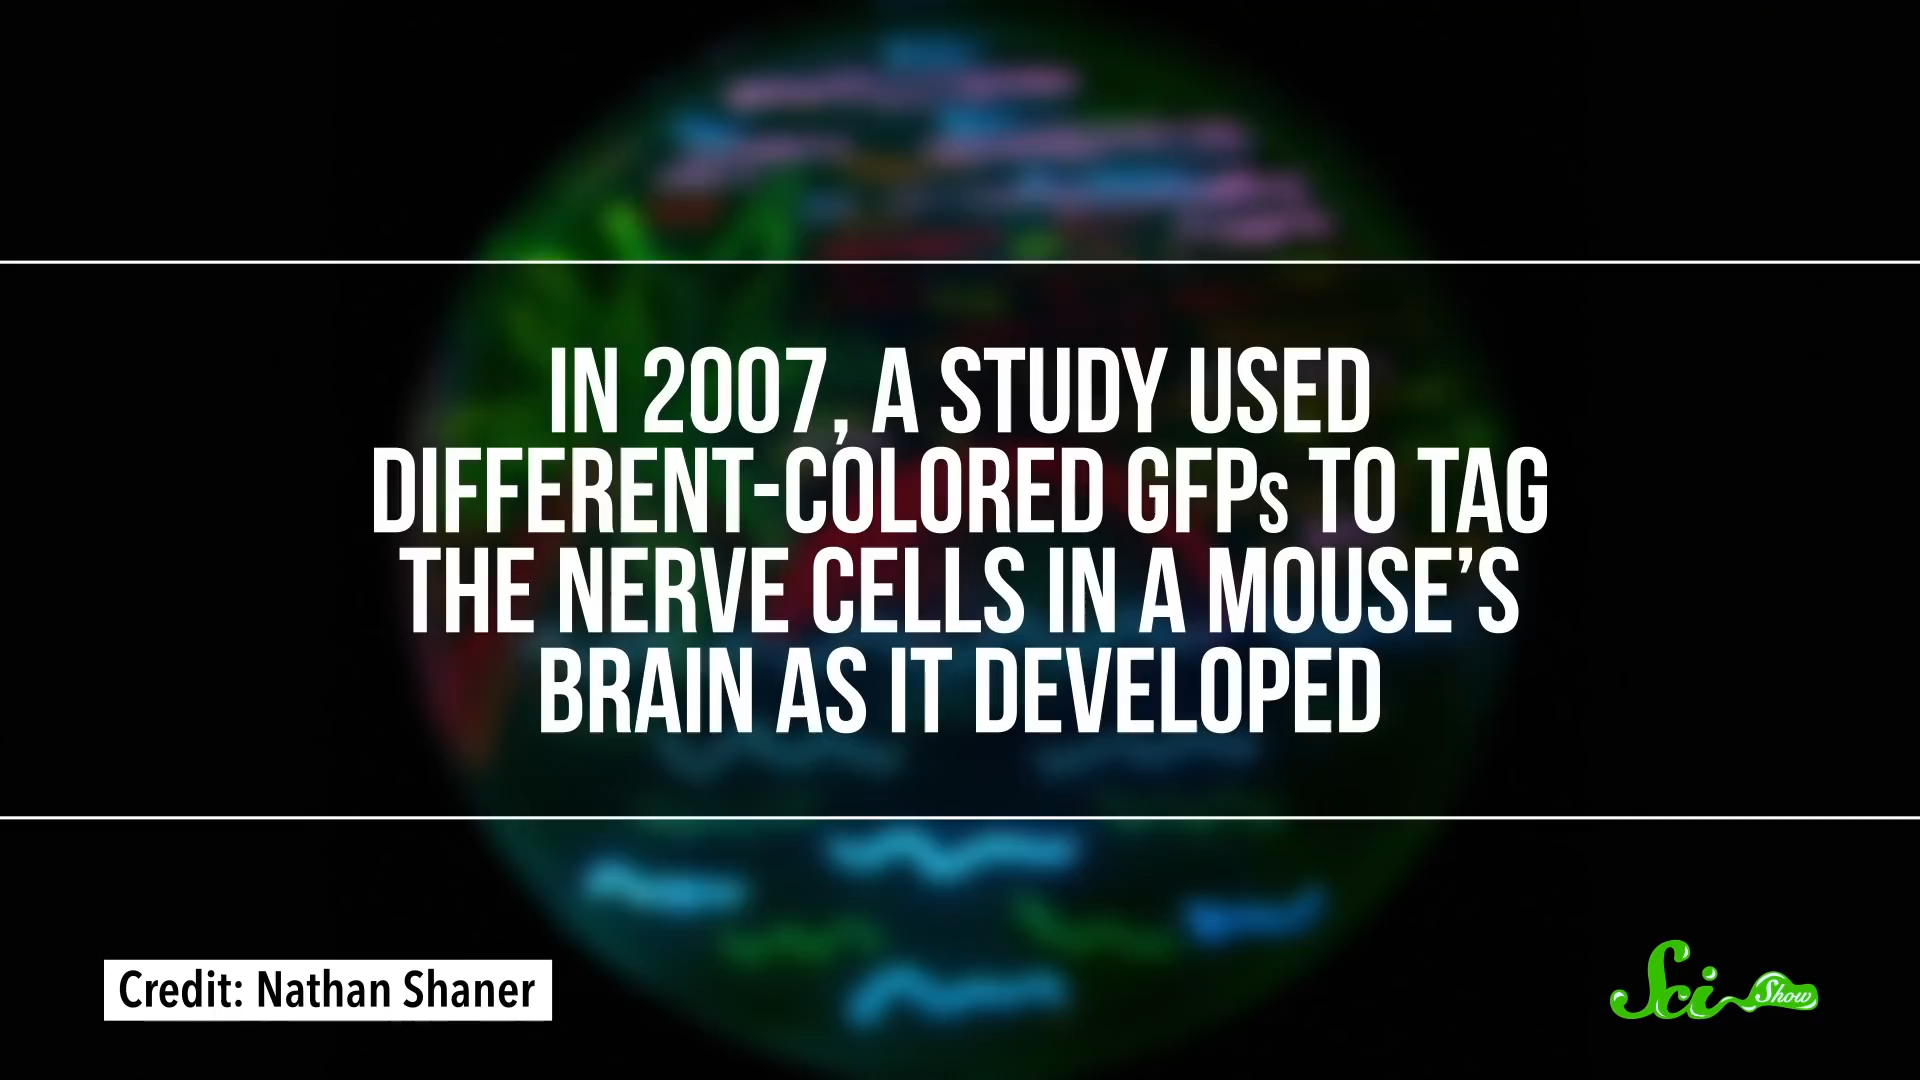 IN 2007, A STUDY USED
DIFFERENT-COLORED GFPs TO TAG
THE NERVE CELLS IN A MOUSE’S
BRAIN AS IT DEVELOPED
Credit: Nathan Shaner
Sci Show